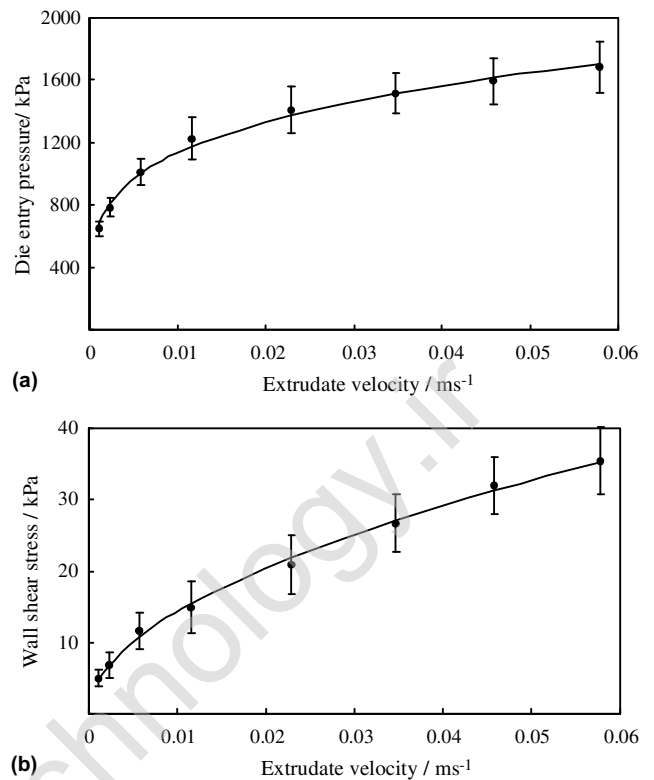 2000
1600
1200
800
400
Die entry pressure/ kPa
0 0.01 0.02 0.03 0.04 0.05 0.06
(a)
Extrudate velocity / ms-1
40
30
20
10
Wall shear stress / kPa
0 0.01 0.02 0.03 0.04 0.05 0.06
(b)
Extrudate velocity / ms-1
chnology.ir